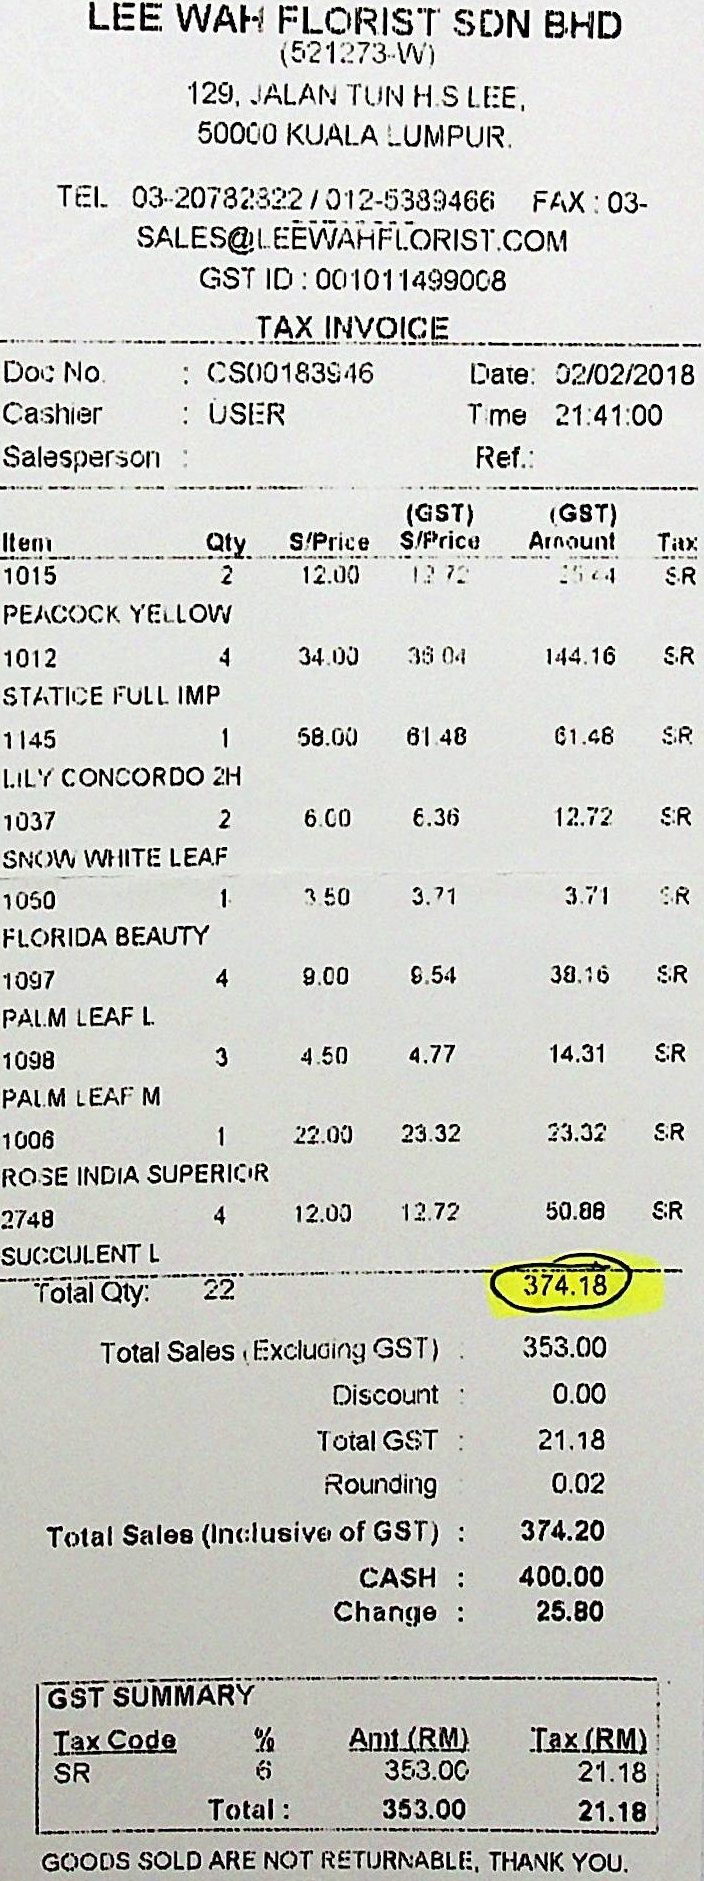 LEE WAH FLORIST SDN BHD
(521273-W)
129, JALAN TUN H.S LEE,
50000 KUALA LUMPUR.
TEL 03-20782322 / 012-5389466 FAX : 03-
SALES@LEEWAHFLORIST.COM
GST ID : 001011499008
TAX INVOICE
Doc No. : CS00183946 Date: 02/02/2018
Cashier : USER Time 21:41:00
Salesperson : Ref.:
(GST) (GST)
Item Qty S/Price S/Price Amount Tax
1015 2 12.00 12.72 25.44 SR
PEACOCK YELLOW
1012 4 34.00 36.04 144.16 SR
STATICE FULL IMP
1145 1 58.00 61.48 61.48 SR
LILY CONCORDO 2H
1037 2 6.00 6.36 12.72 SR
SNOW WHITE LEAF
1050 1 3.50 3.71 3.71 SR
FLORIDA BEAUTY
1097 4 9.00 9.54 38.16 SR
PALM LEAF L
1098 3 4.50 4.77 14.31 SR
PALM LEAF M
1006 1 22.00 23.32 23.32 SR
ROSE INDIA SUPERIOR
2748 4 12.00 12.72 50.88 SR
SUCCULENT L
Total Qty: 22 374.18
Total Sales (Excluding GST) : 353.00
Discount : 0.00
Total GST : 21.18
Rounding 0.02
Total Sales (Inclusive of GST) : 374.20
CASH : 400.00
Change : 25.80
GST SUMMARY
Tax Code % Amt (RM) Tax (RM)
SR 6 353.00 21.18
Total : 353.00 21.18
GOODS SOLD ARE NOT RETURNABLE, THANK YOU.